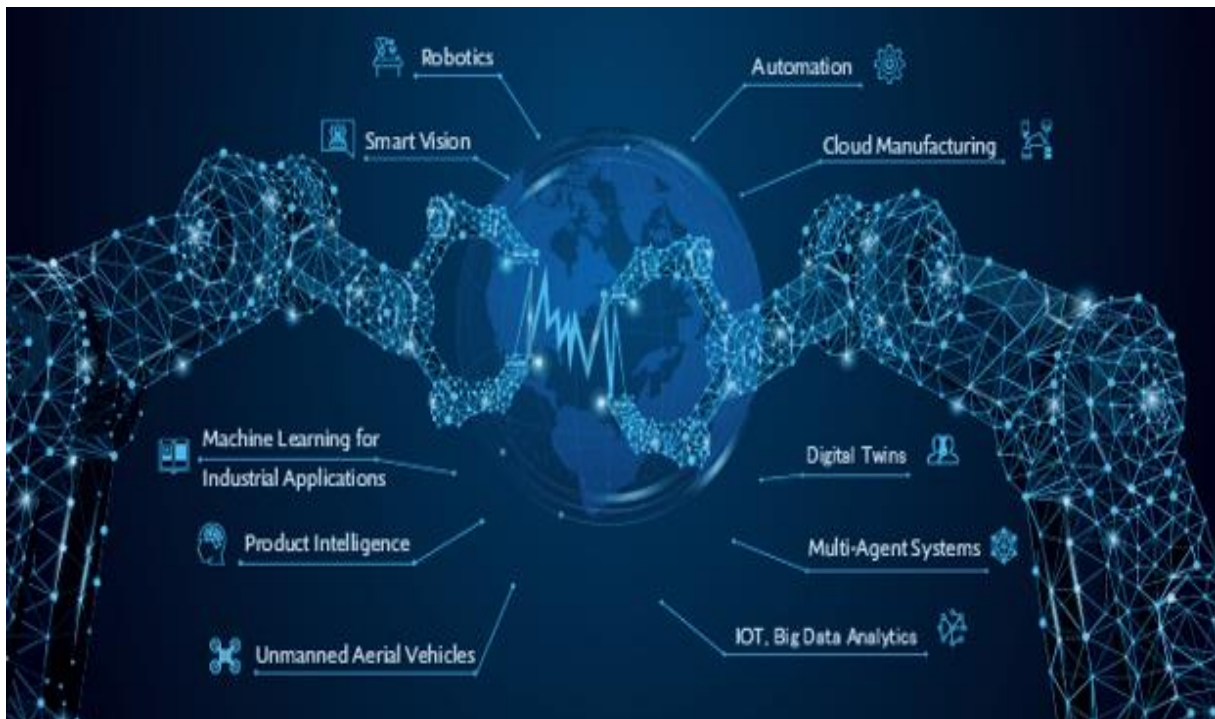 Robotics
Automation
Smart Vision
Cloud Manufacturing
Machine Learning for
Industrial Applications
Digital Twins
Product Intelligence
Multi-Agent Systems
Unmanned Aerial Vehicles
IOT, Big Data Analytics